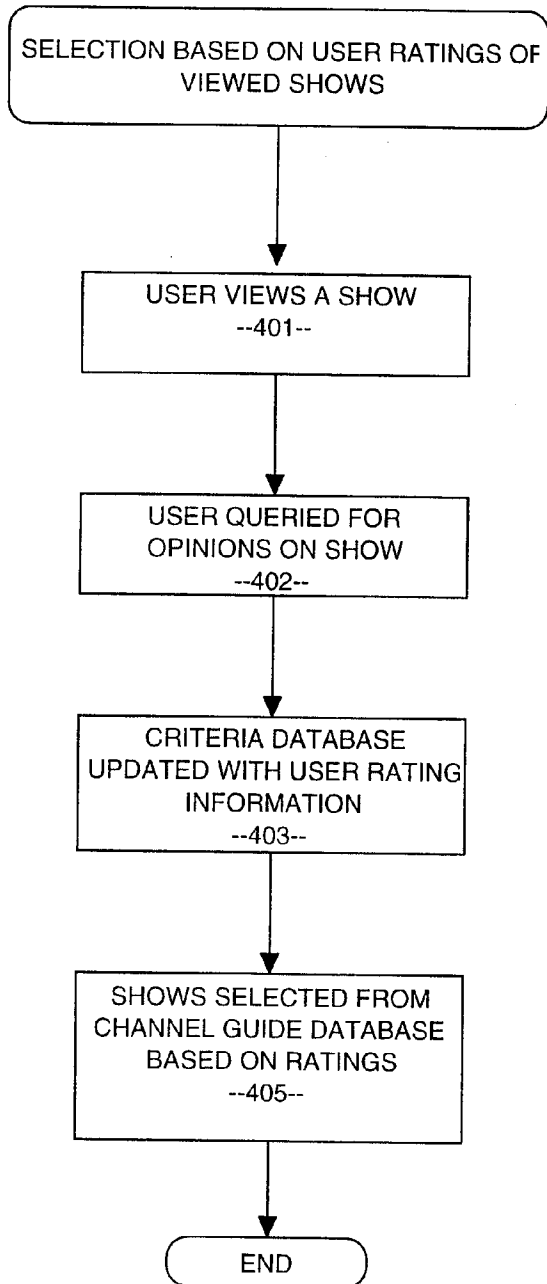 SELECTION BASED ON USER RATINGS OF
VIEWED SHOWS
USER VIEWS A SHOW
--401--
USER QUERIED FOR
OPINIONS ON SHOW
--402--
CRITERIA DATABASE
UPDATED WITH USER RATING
INFORMATION
--403--
SHOWS SELECTED FROM
CHANNEL GUIDE DATABASE
BASED ON RATINGS
--405--
END